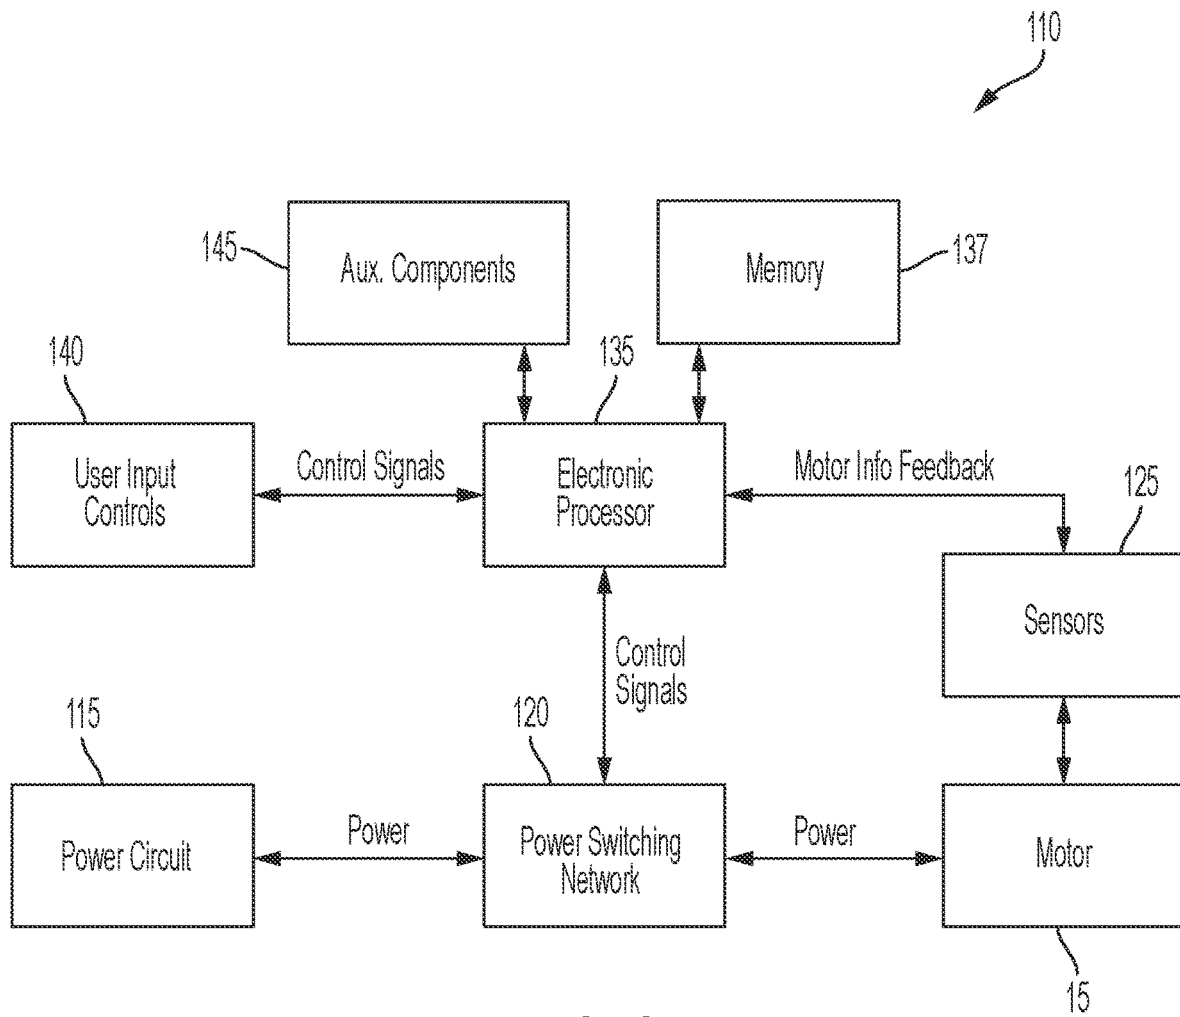 110
145
Aux. Components
Memory
137
140
135
User Input
Controls
Control Signals
Electronic
Processor
Motor Info Feedback
125
Sensors
Control
Signals
115
120
Power Circuit
Power
Power Switching
Network
Power
Motor
15